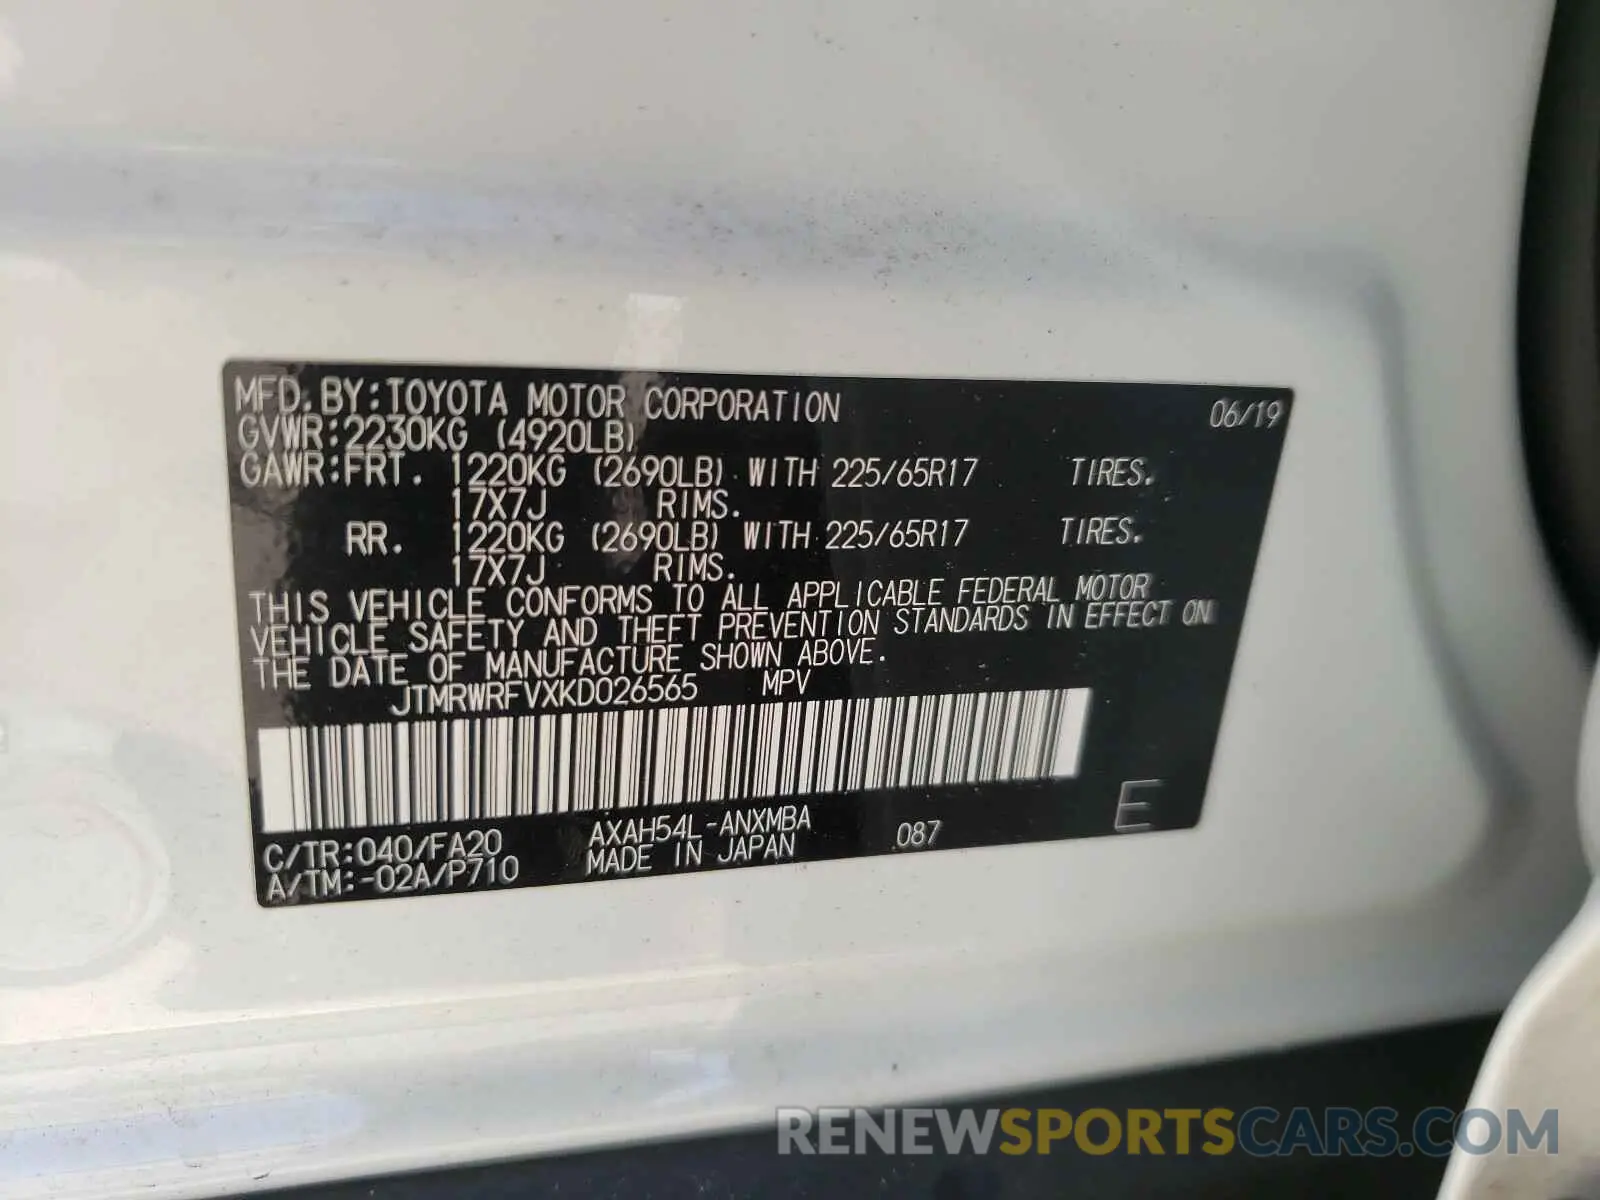 MFD. BY: TOYOTA MOTOR CORPORATION 06/19
GVWR: 2230KG (4920LB)
GAWR: FRT. 1220KG (2690LB) WITH 225/65R17 TIRES.
17X7J RIMS.
RR. 1220KG (2690LB) WITH 225/65R17 TIRES.
17X7J RIMS.
THIS VEHICLE CONFORMS TO ALL APPLICABLE FEDERAL MOTOR
VEHICLE SAFETY AND THEFT PREVENTION STANDARDS IN EFFECT ON
THE DATE OF MANUFACTURE SHOWN ABOVE.
JTMRWRFVXKD026565 MPV
E
C/TR: 040/FA20 AXAH54L-ANXMBA 087
A/TM: -02A/P710 MADE IN JAPAN
RENEWSPORTSCARS.COM